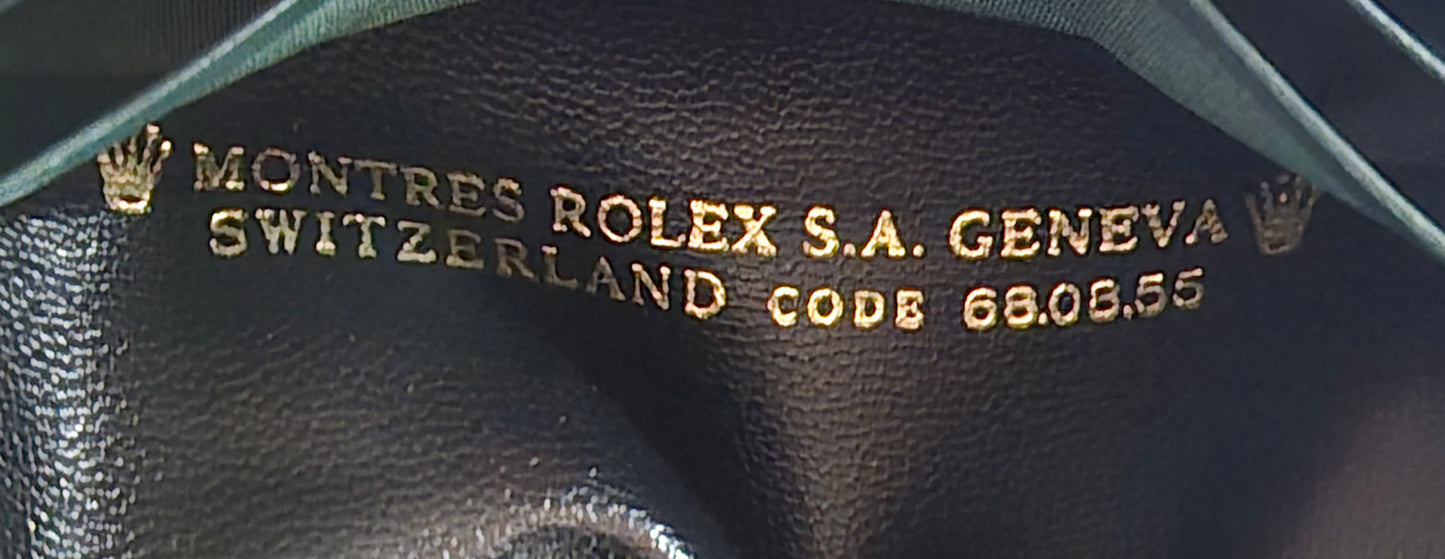 MONTRES ROLEX S.A. GENEVA
SWITZERLAND CODE 68.08.55